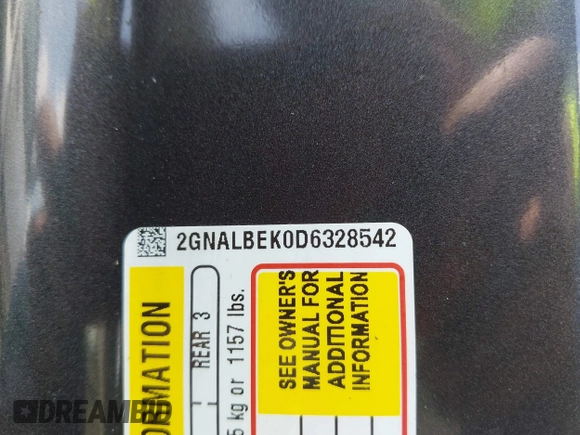 2GNALBEK0D6328542
ORMATION
REAR 3
kg or 1157 lbs.
SEE OWNER'S
MANUAL FOR
ADDITIONAL
INFORMATION
DREAMBID